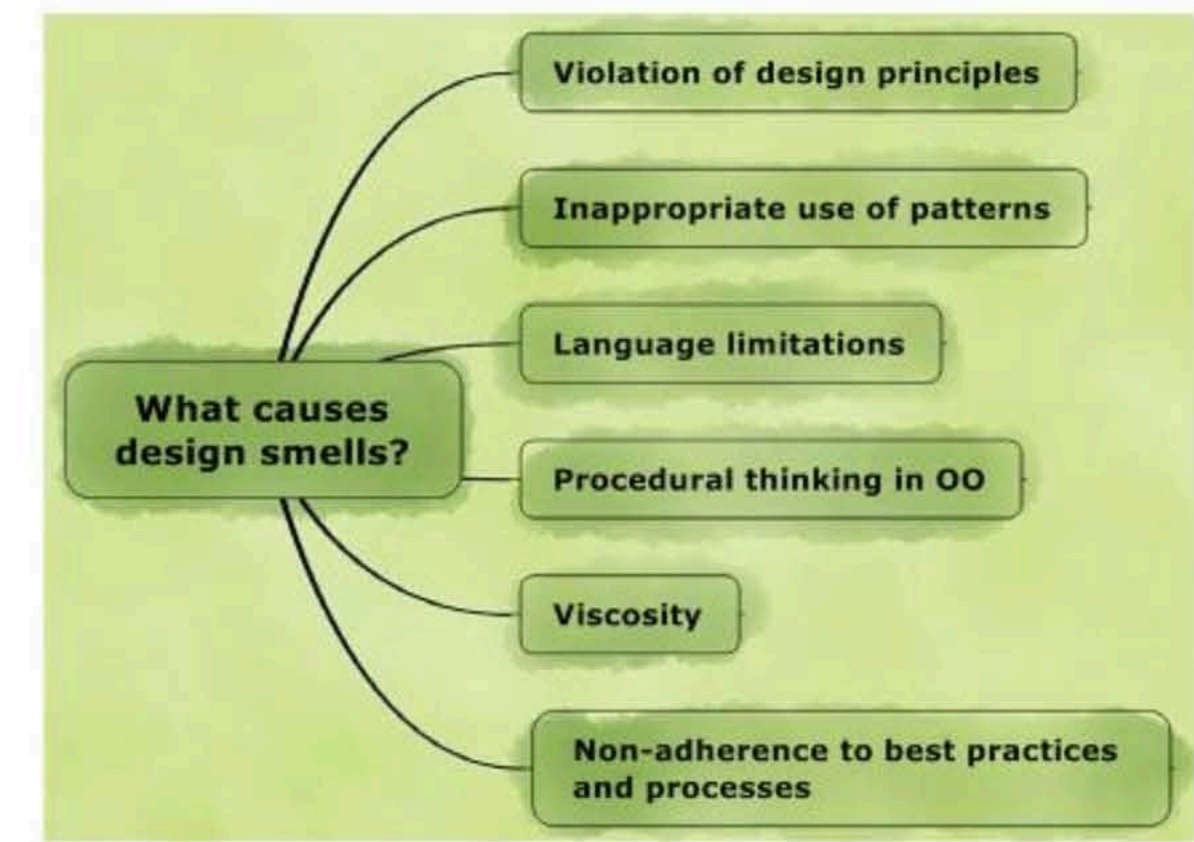 What causes
design smells?
Violation of design principles
Inappropriate use of patterns
Language limitations
Procedural thinking in OO
Viscosity
Non-adherence to best practices
and processes